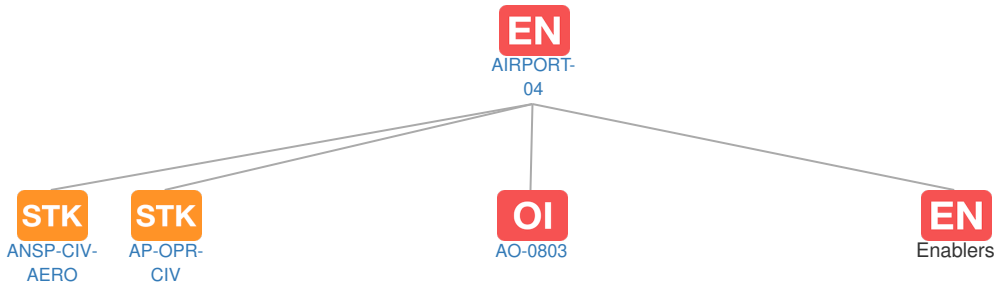 EN
AIRPORT-
04
STK
ANSP-CIV-
AERO
STK
AP-OPR-
CIV
OI
AO-0803
EN
Enablers